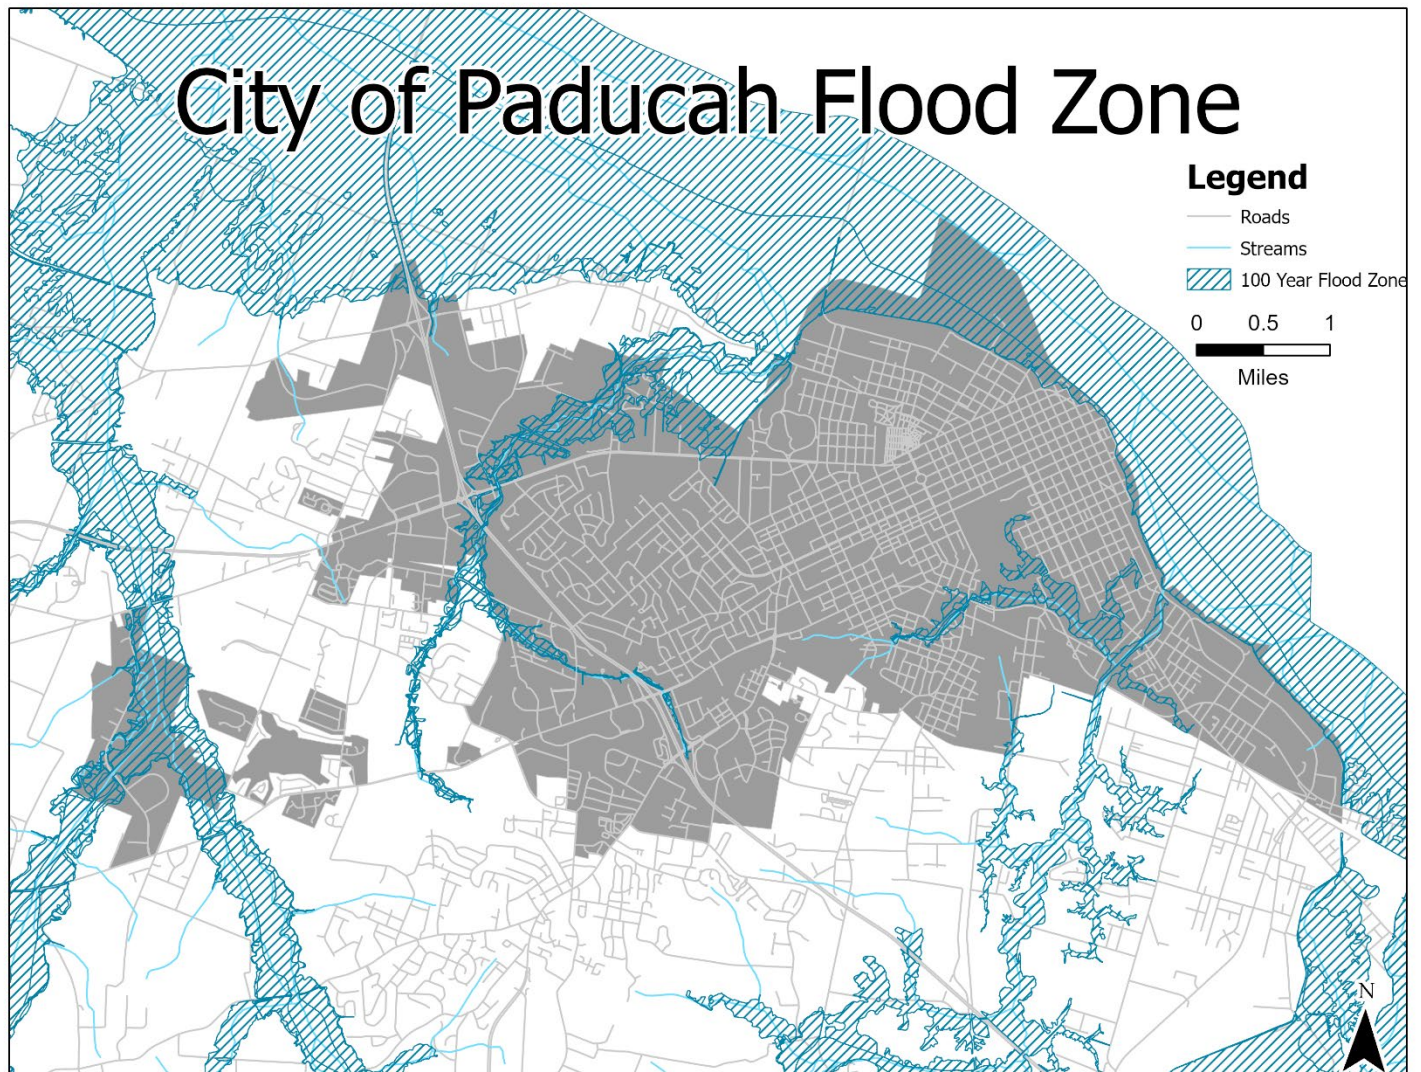 City of Paducah Flood Zone
Legend
Roads
Streams
100 Year Flood Zone
0 0.5 1
Miles
N